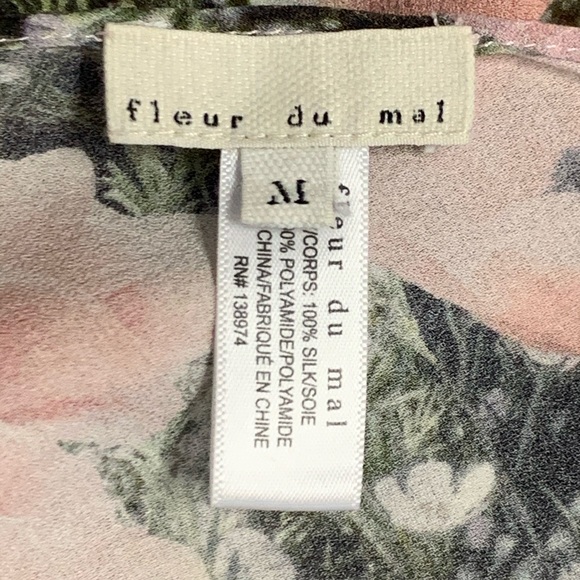 fleur du mal
M
fleur du mal
/CORPS: 100% SILK/SOIE
0% POLYAMIDE/POLYAMIDE
CHINA/FABRIQUÉ EN CHINE
RN# 138974